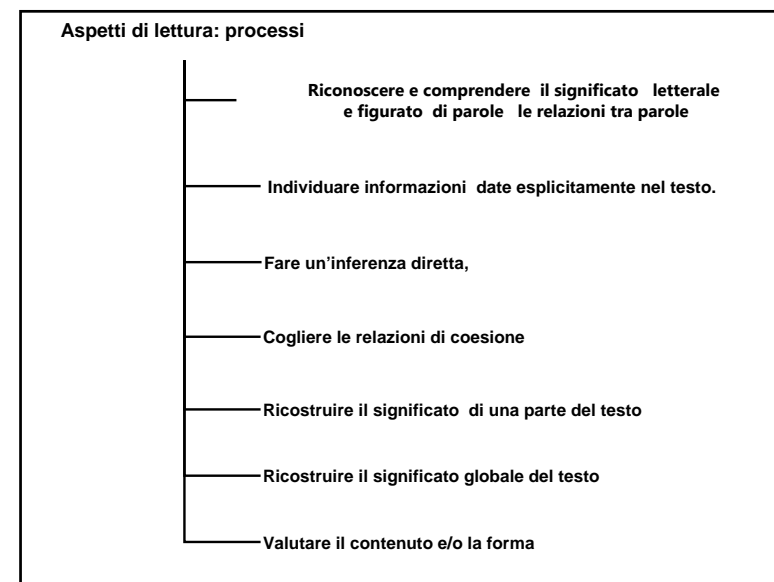 Aspetti di lettura: processi
Riconoscere e comprendere il significato letterale
e figurato di parole le relazioni tra parole
Individuare informazioni date esplicitamente nel testo.
Fare un’inferenza diretta,
Cogliere le relazioni di coesione
Ricostruire il significato di una parte del testo
Ricostruire il significato globale del testo
Valutare il contenuto e/o la forma